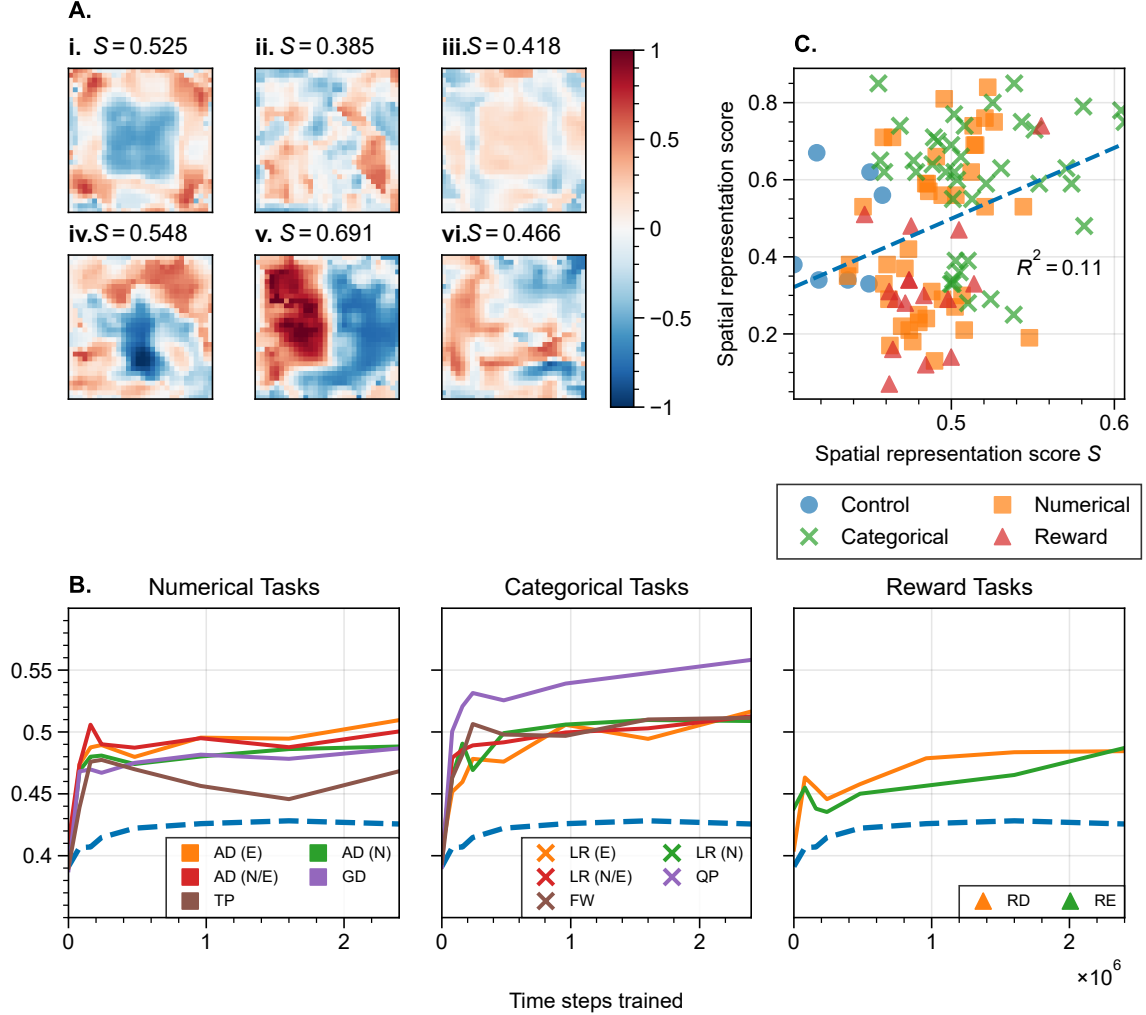 A.
i. S = 0.525
ii. S = 0.385
iii. S = 0.418
iv. S = 0.548
v. S = 0.691
vi. S = 0.466
1
0.5
0
−0.5
−1
C.
Spatial representation score
0.8
0.6
0.4
0.2
R² = 0.11
0.5 0.6
Spatial representation score S
Control Numerical
Categorical Reward
B.
Numerical Tasks
0.55
0.5
0.45
0.4
AD (E) AD (N)
AD (N/E) GD
TP
0 1 2
Categorical Tasks
LR (E) LR (N)
LR (N/E) QP
FW
0 1 2
Reward Tasks
RD RE
0 1 2
×10⁶
Time steps trained